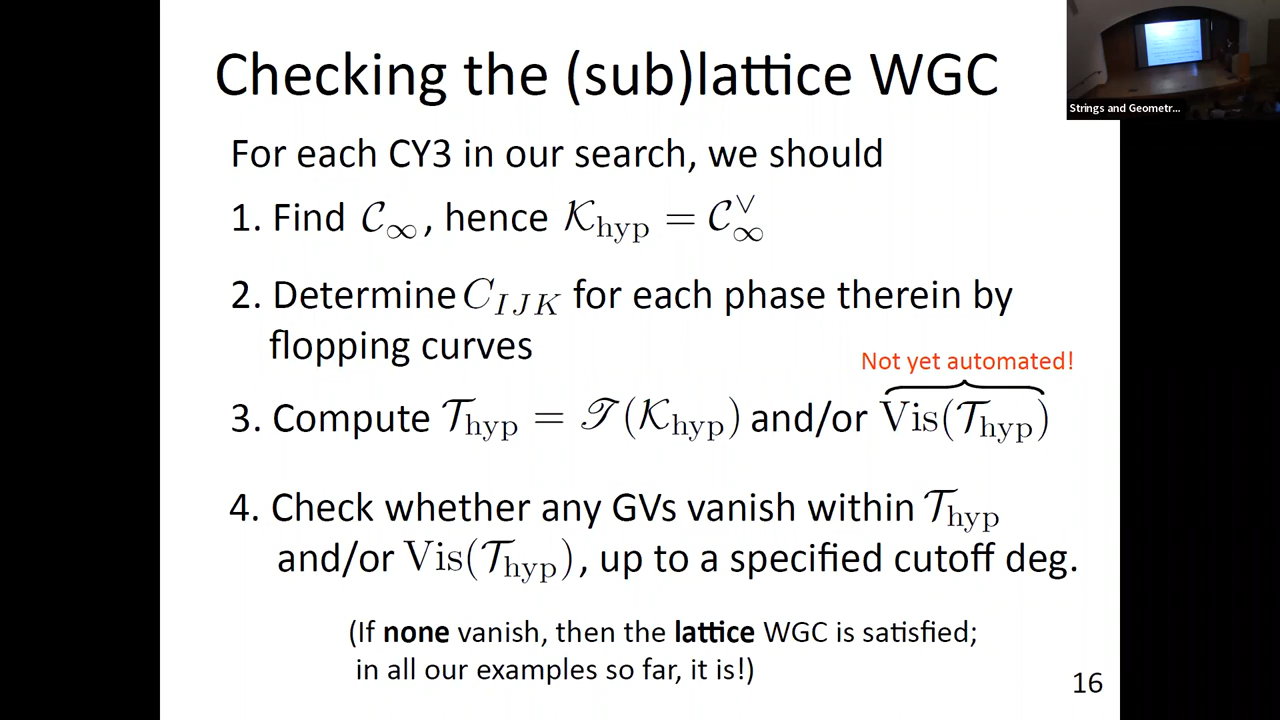 Checking the (sub)lattice WGC
Strings and Geometr...
For each CY3 in our search, we should
1. Find 𝒞∞, hence 𝒦hyp = 𝒞∞^∨
2. Determine C_IJK for each phase therein by
flopping curves
Not yet automated!
3. Compute 𝒯hyp = 𝒯(𝒦hyp) and/or Vis(𝒯hyp)
4. Check whether any GVs vanish within 𝒯hyp
and/or Vis(𝒯hyp), up to a specified cutoff deg.
(If none vanish, then the lattice WGC is satisfied;
in all our examples so far, it is!)
16